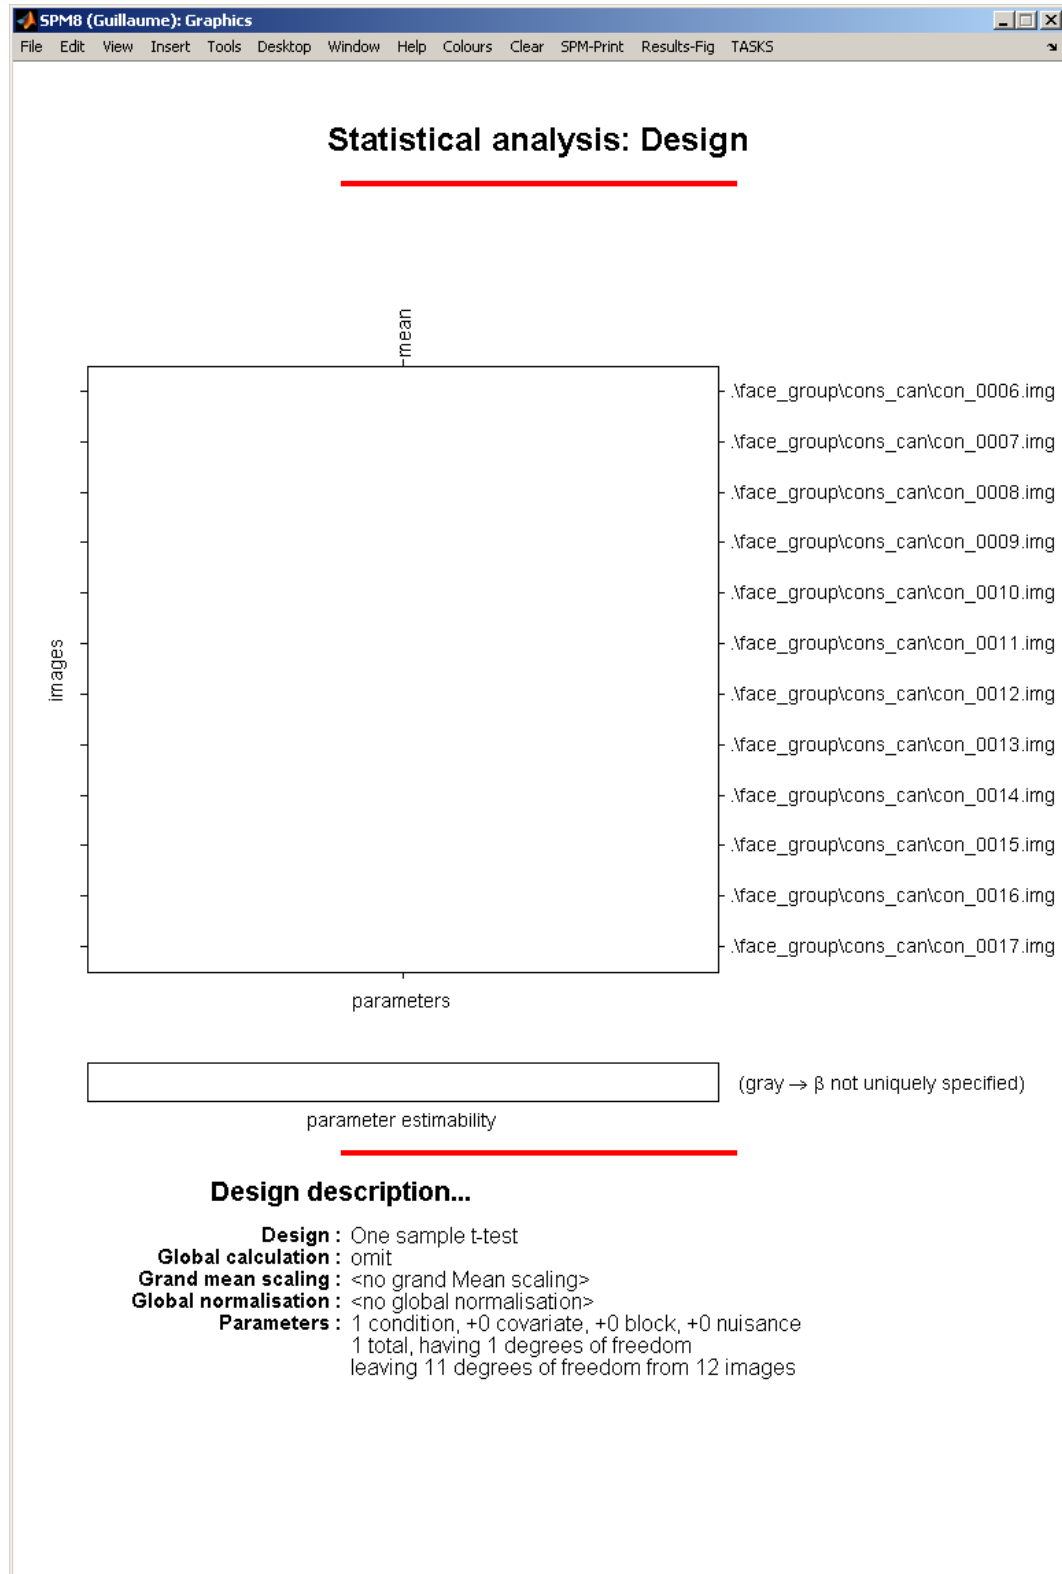 SPM8 (Guillaume): Graphics
File Edit View Insert Tools Desktop Window Help Colours Clear SPM-Print Results-Fig TASKS
Statistical analysis: Design
mean
images
.\face_group\cons_can\con_0006.img
.\face_group\cons_can\con_0007.img
.\face_group\cons_can\con_0008.img
.\face_group\cons_can\con_0009.img
.\face_group\cons_can\con_0010.img
.\face_group\cons_can\con_0011.img
.\face_group\cons_can\con_0012.img
.\face_group\cons_can\con_0013.img
.\face_group\cons_can\con_0014.img
.\face_group\cons_can\con_0015.img
.\face_group\cons_can\con_0016.img
.\face_group\cons_can\con_0017.img
parameters
(gray → β not uniquely specified)
parameter estimability
Design description...
Design : One sample t-test
Global calculation : omit
Grand mean scaling : <no grand Mean scaling>
Global normalisation : <no global normalisation>
Parameters : 1 condition, +0 covariate, +0 block, +0 nuisance
1 total, having 1 degrees of freedom
leaving 11 degrees of freedom from 12 images